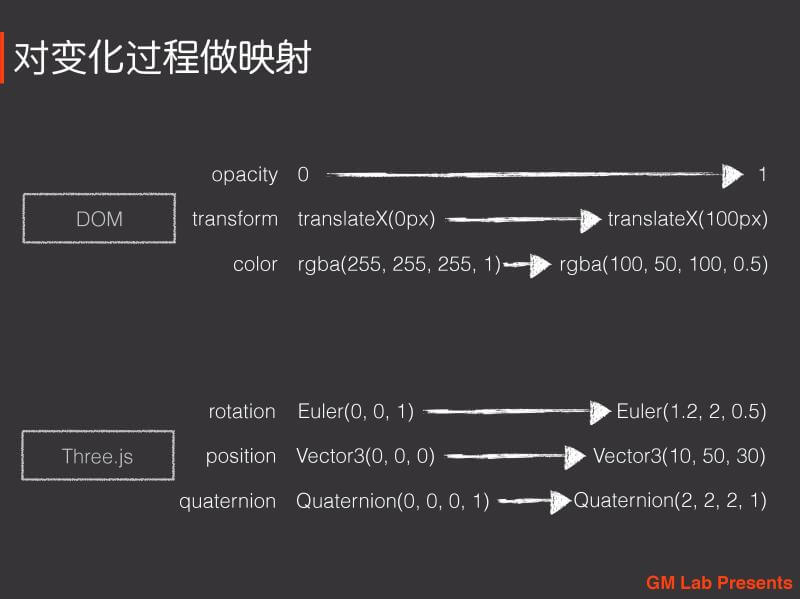 对变化过程做映射
opacity 0 1
DOM transform translateX(0px) translateX(100px)
color rgba(255, 255, 255, 1) rgba(100, 50, 100, 0.5)
rotation Euler(0, 0, 1) Euler(1.2, 2, 0.5)
Three.js position Vector3(0, 0, 0) Vector3(10, 50, 30)
quaternion Quaternion(0, 0, 0, 1) Quaternion(2, 2, 2, 1)
GM Lab Presents